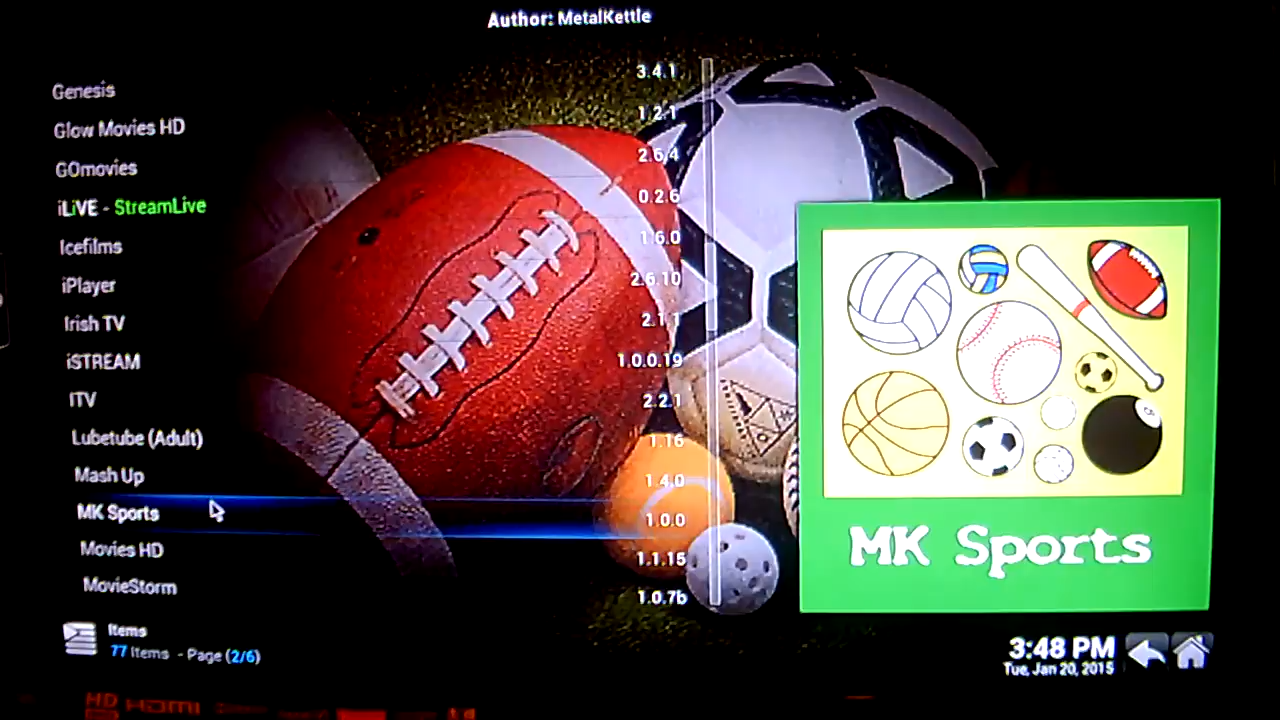 Author: MetalKettle
Genesis 3.4.1
Glow Movies HD 1.2.1
GOmovies 2.6.4
iLiVE - StreamLive 0.2.6
Icefilms 1.6.0
iPlayer 2.6.10
Irish TV 2.1.1
iSTREAM 1.0.0.19
ITV 2.2.1
Lubetube (Adult) 1.16
Mash Up 1.4.0
MK Sports 1.0.0
Movies HD 1.1.15
MovieStorm 1.0.7b
MK Sports
Items
77 Items - Page (2/6)
3:48 PM
Tue, Jan 20, 2015
HD HDMI